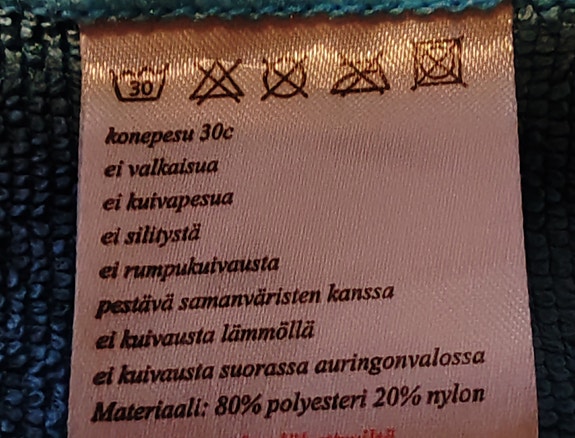 30
konepesu 30c
ei valkaisua
ei kuivapesua
ei silitystä
ei rumpukuivausta
pestävä samanväristen kanssa
ei kuivausta lämmöllä
ei kuivausta suorassa auringonvalossa
Materiaali: 80% polyesteri 20% nylon